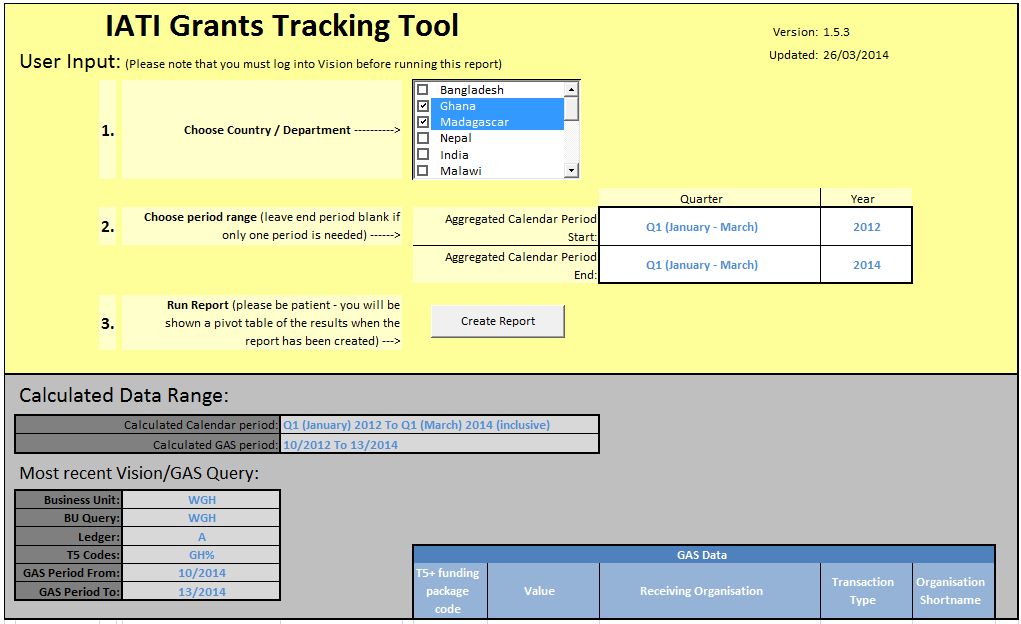 IATI Grants Tracking Tool
Version: 1.5.3
Updated: 26/03/2014
User Input: (Please note that you must log into Vision before running this report)
1.
Choose Country / Department ---------->
Bangladesh
Ghana
Madagascar
Nepal
India
Malawi
2.
Choose period range (leave end period blank if
only one period is needed) ------>
Quarter Year
Aggregated Calendar Period
Start:
Q1 (January - March) 2012
Aggregated Calendar Period
End:
Q1 (January - March) 2014
3.
Run Report (please be patient - you will be
shown a pivot table of the results when the
report has been created) --->
Create Report
Calculated Data Range:
Calculated Calendar period: Q1 (January) 2012 To Q1 (March) 2014 (inclusive)
Calculated GAS period: 10/2012 To 13/2014
Most recent Vision/GAS Query:
Business Unit: WGH
BU Query: WGH
Ledger: A
T5 Codes: GH%
GAS Period From: 10/2014
GAS Period To: 13/2014
GAS Data
T5+ funding
package
code
Value
Receiving Organisation
Transaction
Type
Organisation
Shortname